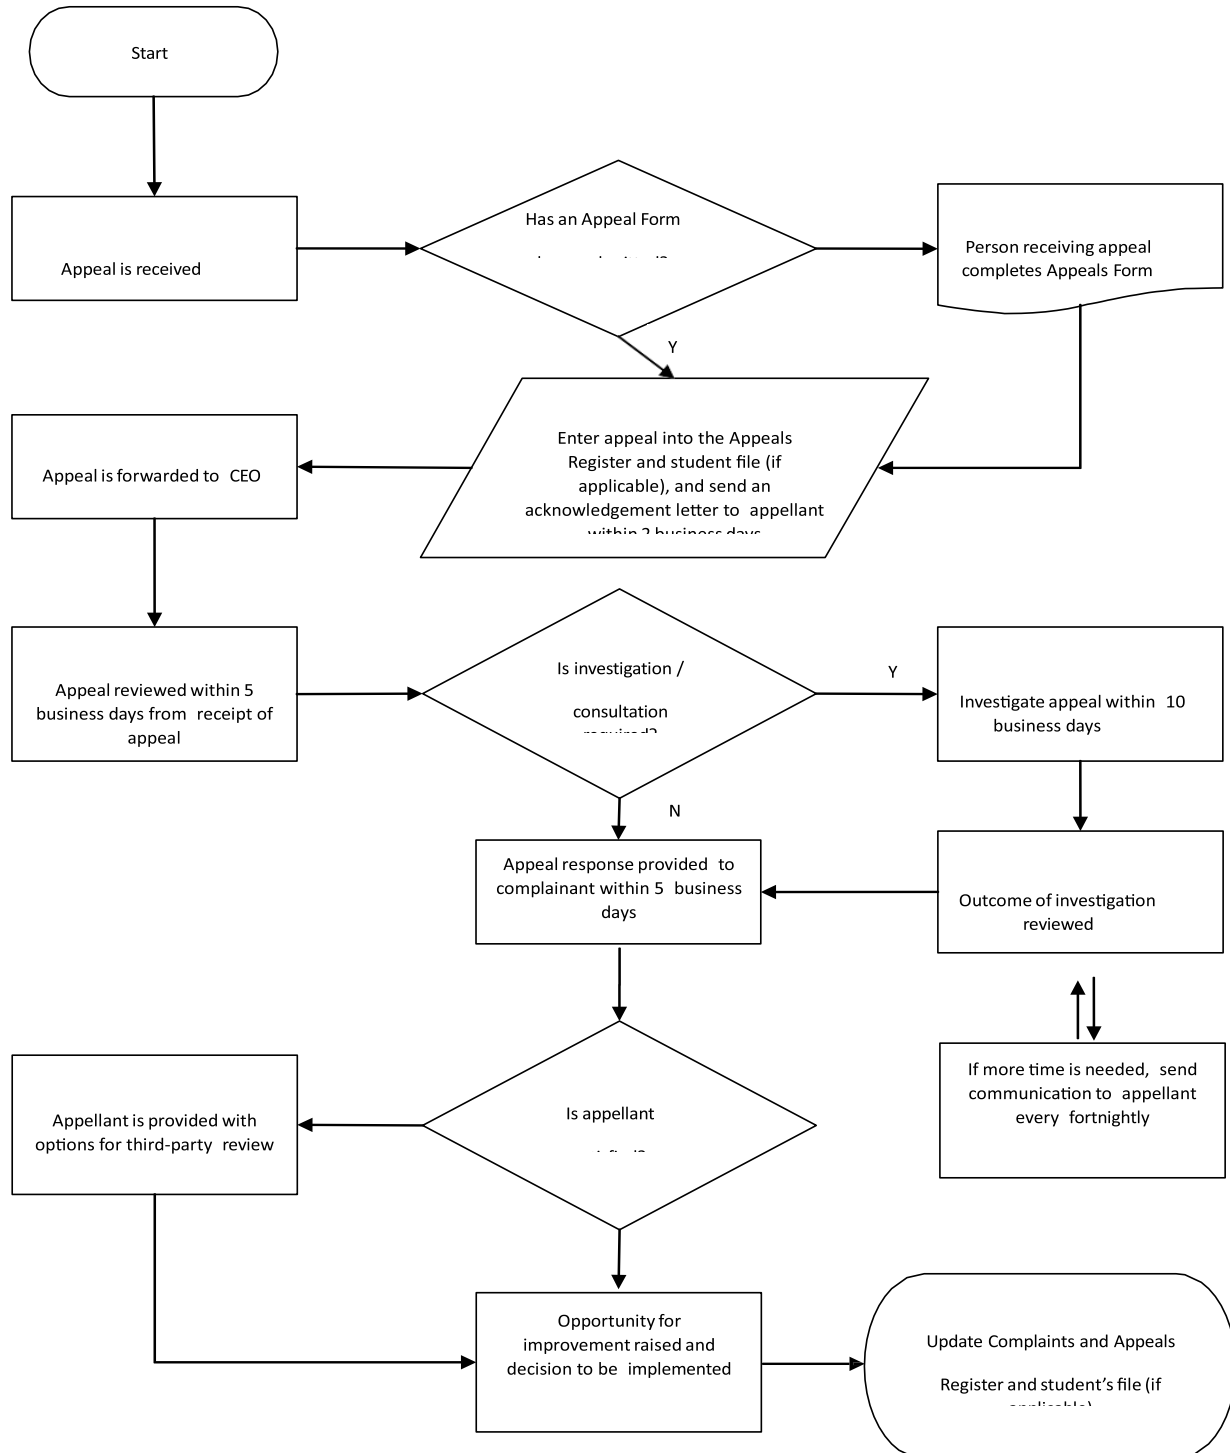 Start
Appeal is received
Has an Appeal Form
Person receiving appeal
completes Appeals Form
Y
Enter appeal into the Appeals
Register and student file (if
applicable), and send an
acknowledgement letter to appellant
within 2 business days
Appeal is forwarded to CEO
Appeal reviewed within 5
business days from receipt of
appeal
Is investigation /
consultation
required?
Y
Investigate appeal within 10
business days
N
Appeal response provided to
complainant within 5 business
days
Outcome of investigation
reviewed
If more time is needed, send
communication to appellant
every fortnightly
Is appellant
Appellant is provided with
options for third-party review
Opportunity for
improvement raised and
decision to be implemented
Update Complaints and Appeals
Register and student’s file (if